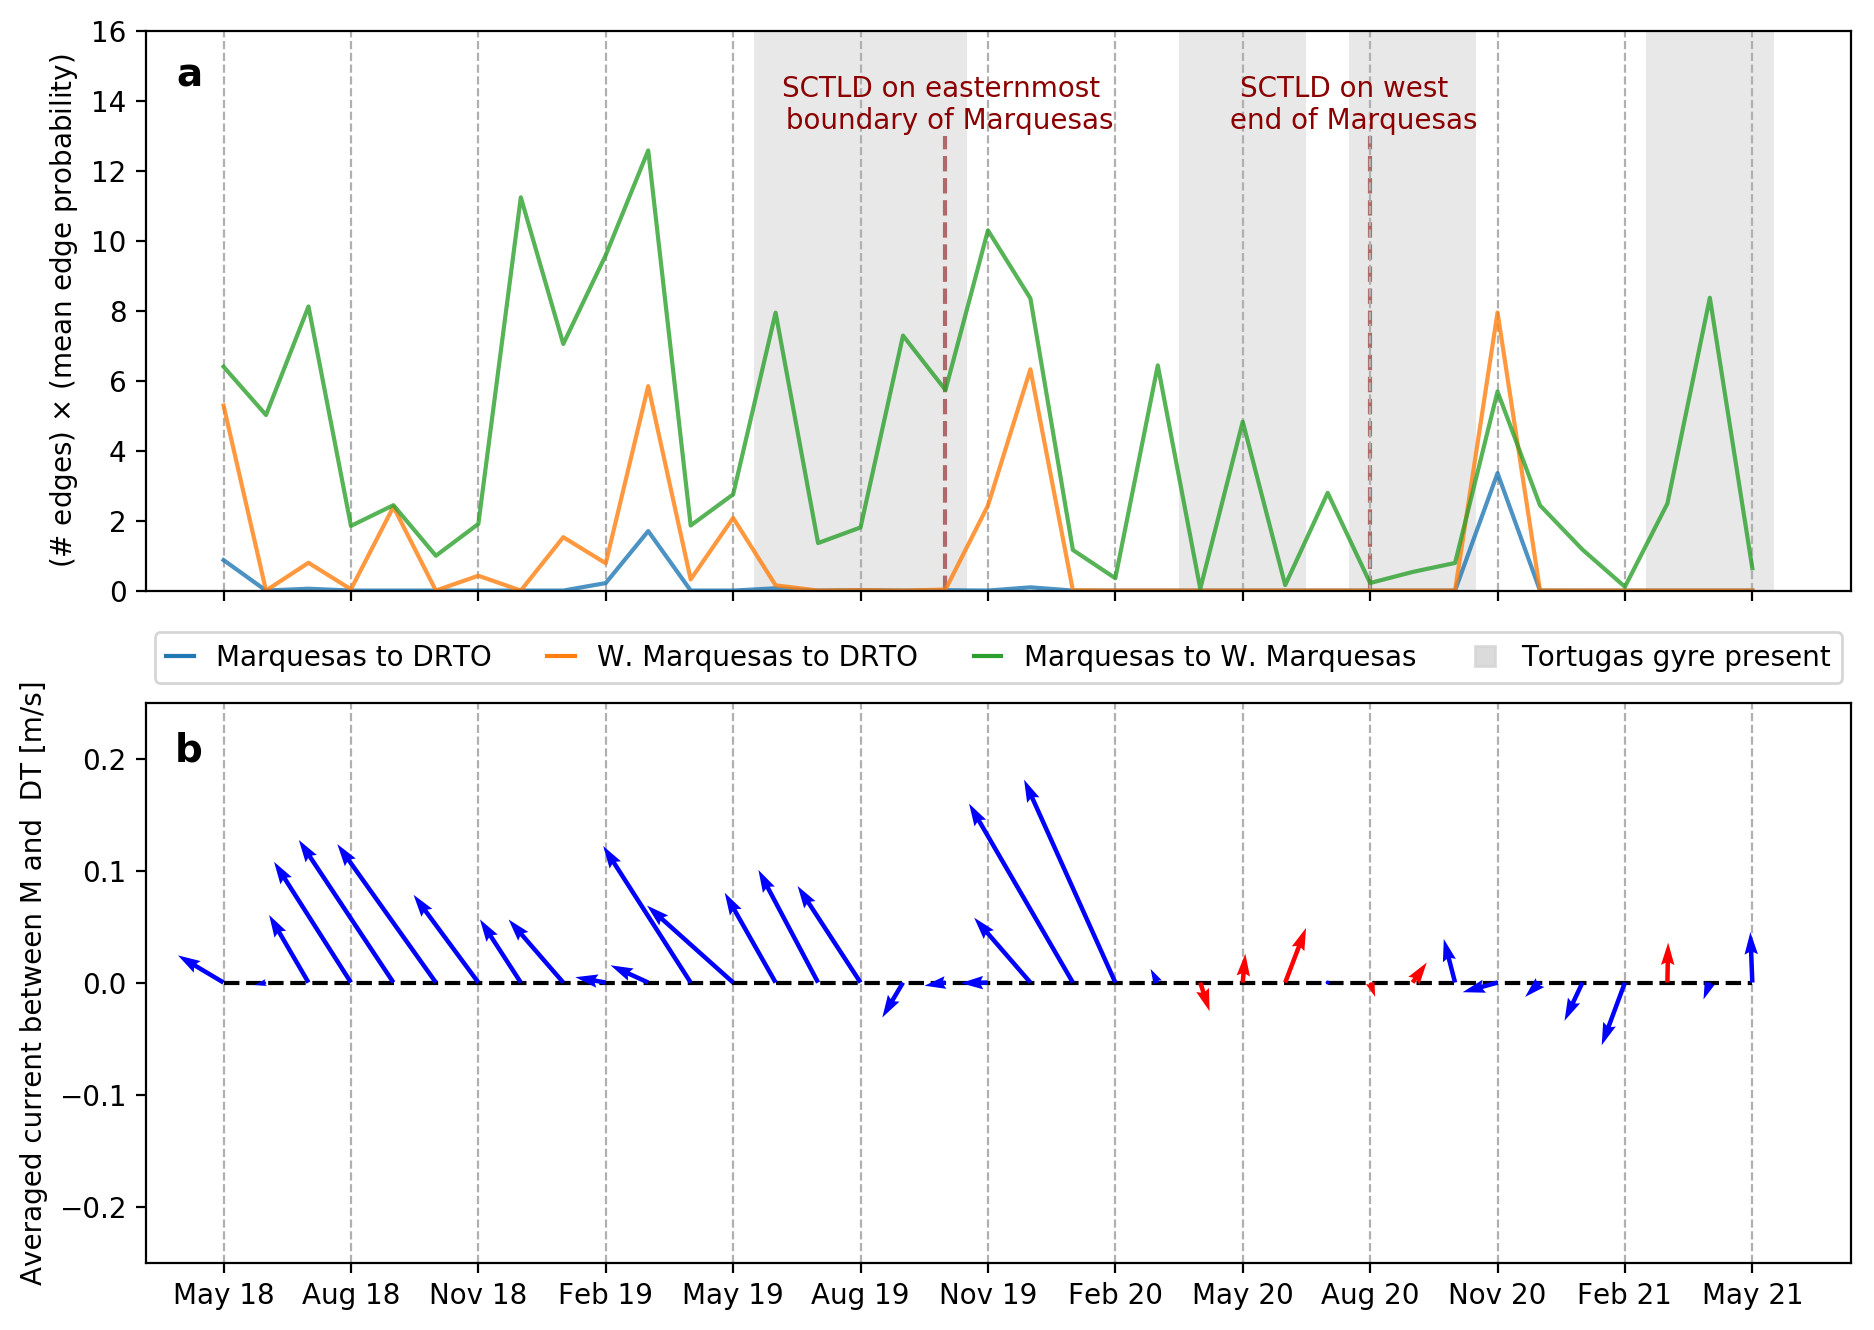 a
16
14
12
10
8
6
4
2
0
(# edges) × (mean edge probability)
SCTLD on easternmost
boundary of Marquesas
SCTLD on west
end of Marquesas
Marquesas to DRTO
W. Marquesas to DRTO
Marquesas to W. Marquesas
Tortugas gyre present
b
0.2
0.1
0.0
−0.1
−0.2
Averaged current between M and  DT [m/s]
May 18
Aug 18
Nov 18
Feb 19
May 19
Aug 19
Nov 19
Feb 20
May 20
Aug 20
Nov 20
Feb 21
May 21